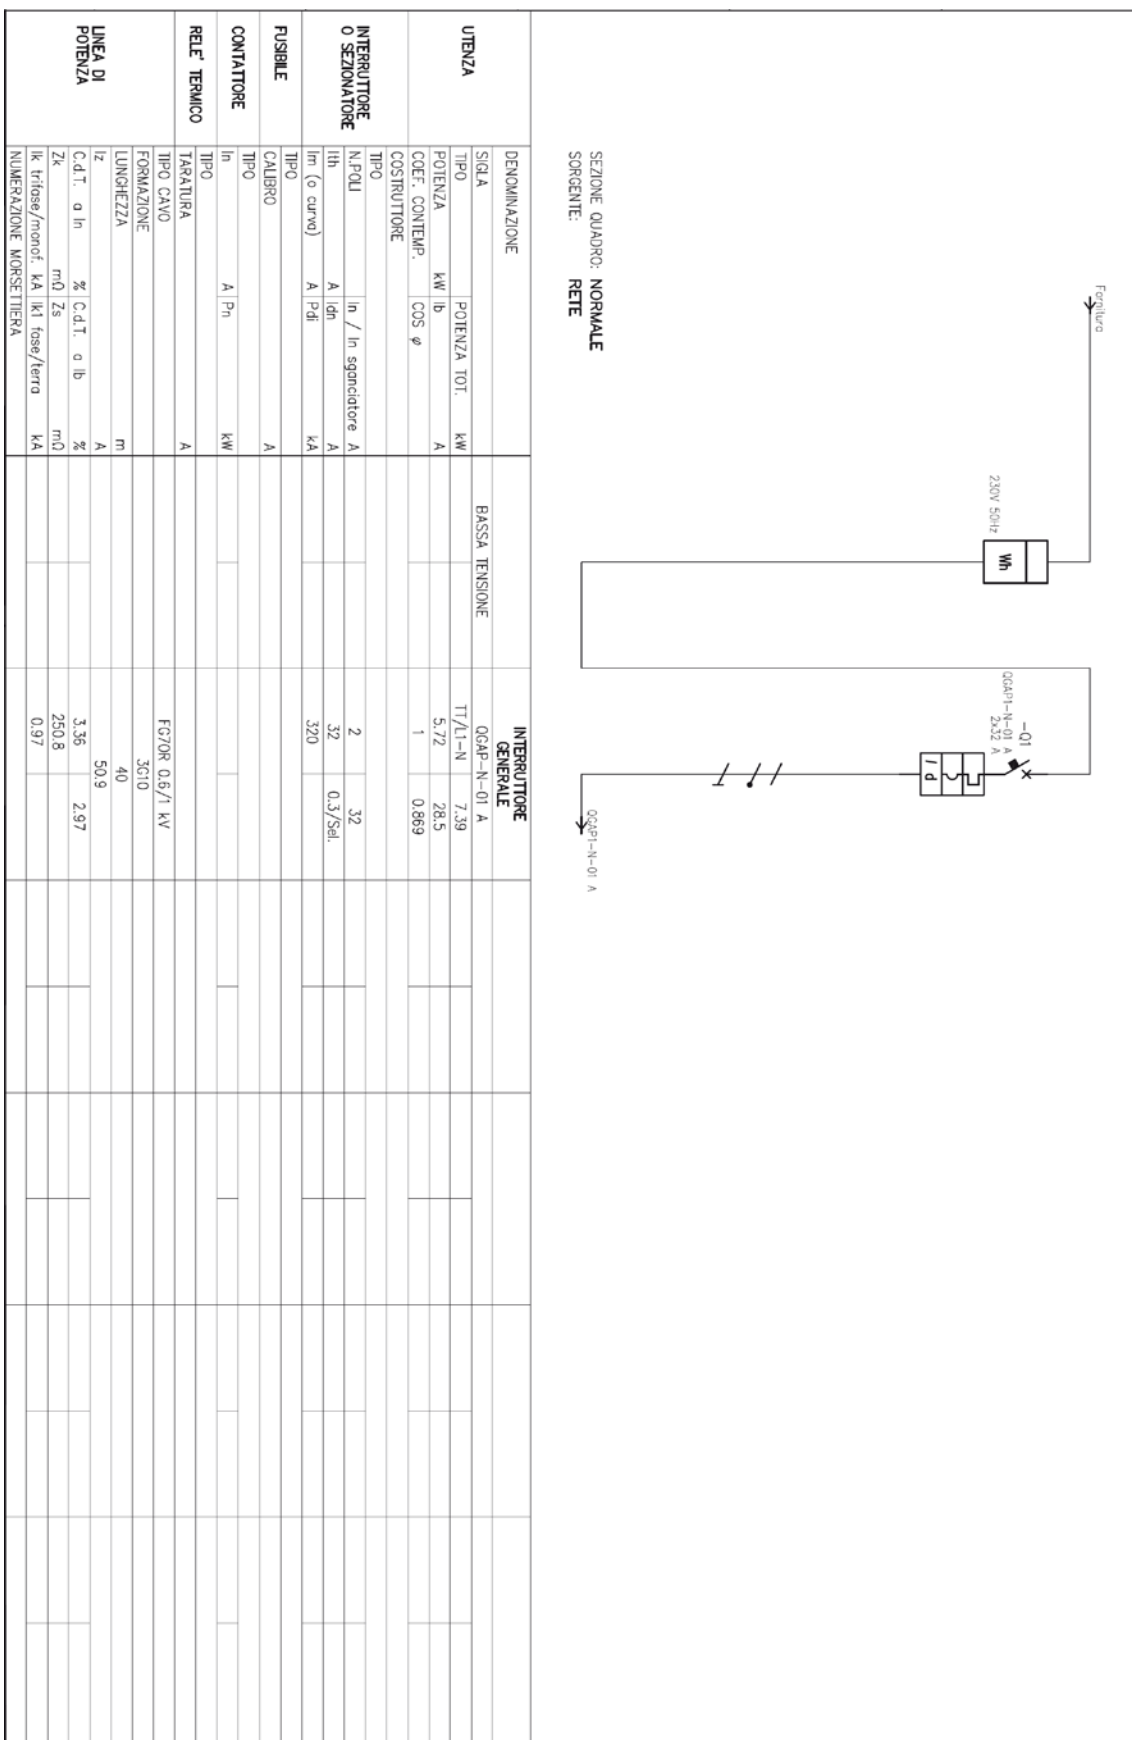 Fornitura
230V 50Hz
Wh
-Q1
QGAP1-N-01 A
2x32 A
I d
QGAP1-N-01 A
SEZIONE QUADRO: NORMALE
SORGENTE: RETE
UTENZA
DENOMINAZIONE
BASSA TENSIONE
INTERRUTTORE
GENERALE
SIGLA QGAP-N-01 A
TIPO POTENZA TOT. kW TT/L1-N 7.39
POTENZA kW Ib A 5.72 28.5
COEF. CONTEMP. COS φ 1 0.869
INTERRUTTORE
O SEZIONATORE
COSTRUTTORE
TIPO
N.POLI In / In sganciatore A 2 32
Ith A Idn A 32 0.3/Sel.
Im (o curva) A Pdi kA 320
FUSIBILE
TIPO
CALIBRO A
CONTATTORE
TIPO
In A Pn kW
RELE' TERMICO
TIPO
TARATURA A
LINEA DI
POTENZA
TIPO CAVO FG7OR 0.6/1 kV
FORMAZIONE 3G10
LUNGHEZZA m 40
Iz A 50.9
C.d.T. a In % C.d.T. a Ib % 3.36 2.97
Zk mΩ Zs mΩ 250.8
Ik trifase/monof. kA Ik1 fase/terra kA 0.97
NUMERAZIONE MORSETTIERA